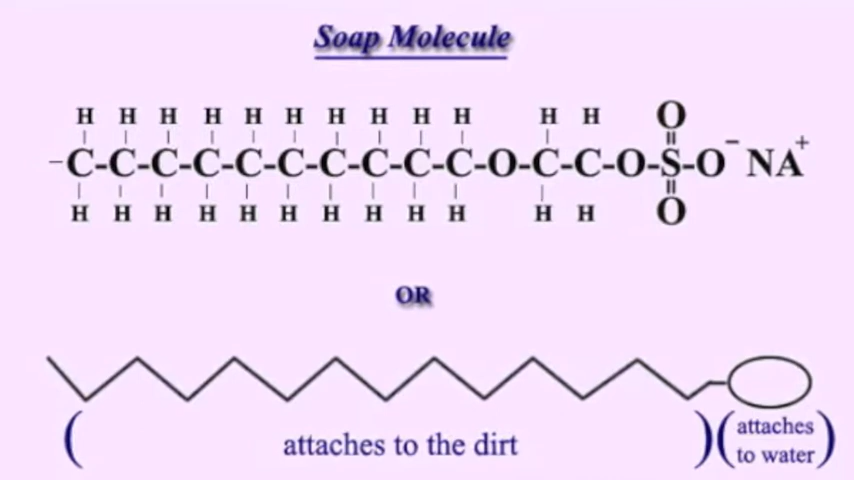 Soap Molecule
H H H H H H H H H H H H O
-C-C-C-C-C-C-C-C-C-C-O-C-C-O-S-O⁻ NA⁺
H H H H H H H H H H H H O
OR
( attaches to the dirt ) ( attaches
to water )